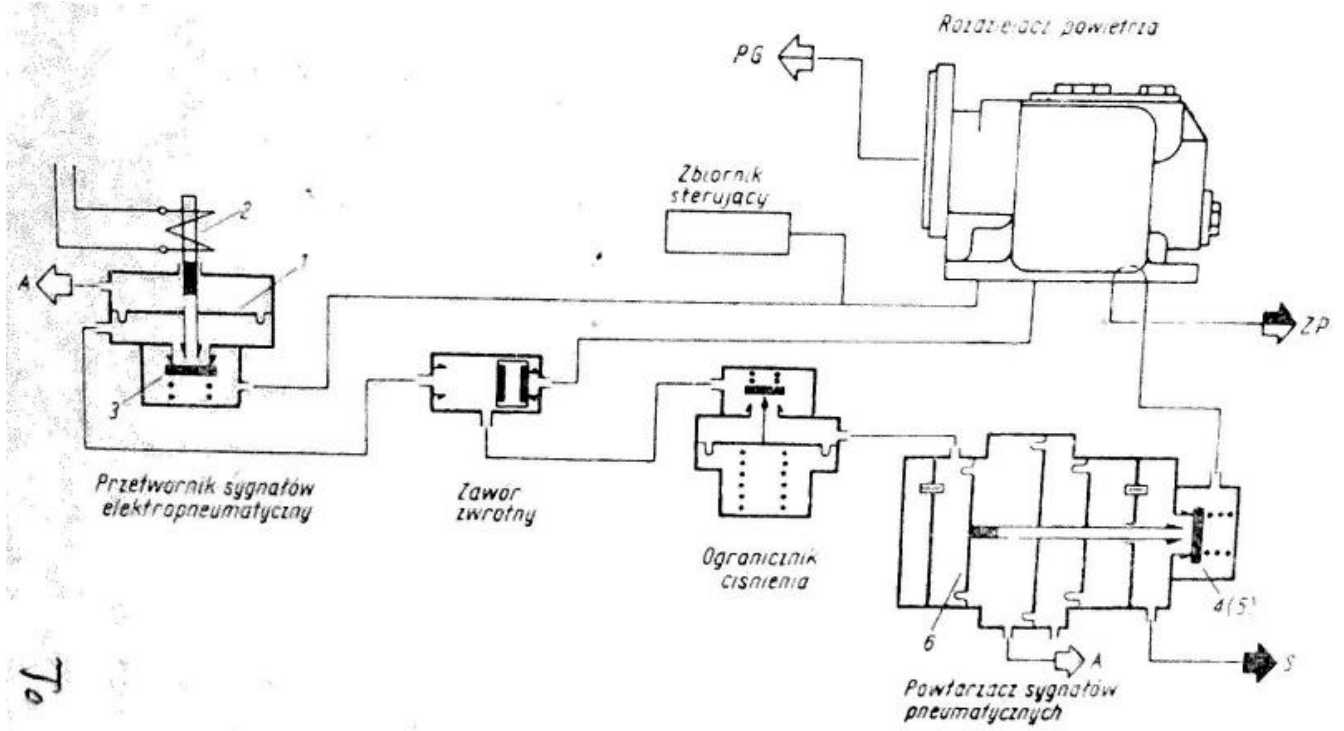 Rozdzielacz powietrza
PG
Zbiornik
sterujący
2
1
A
ZP
3
Przetwornik sygnałów
elektropneumatyczny
Zawór
zwrotny
Ogranicznik
ciśnienia
6
4(5)
A
S
Powtarzacz sygnałów
pneumatycznych
To